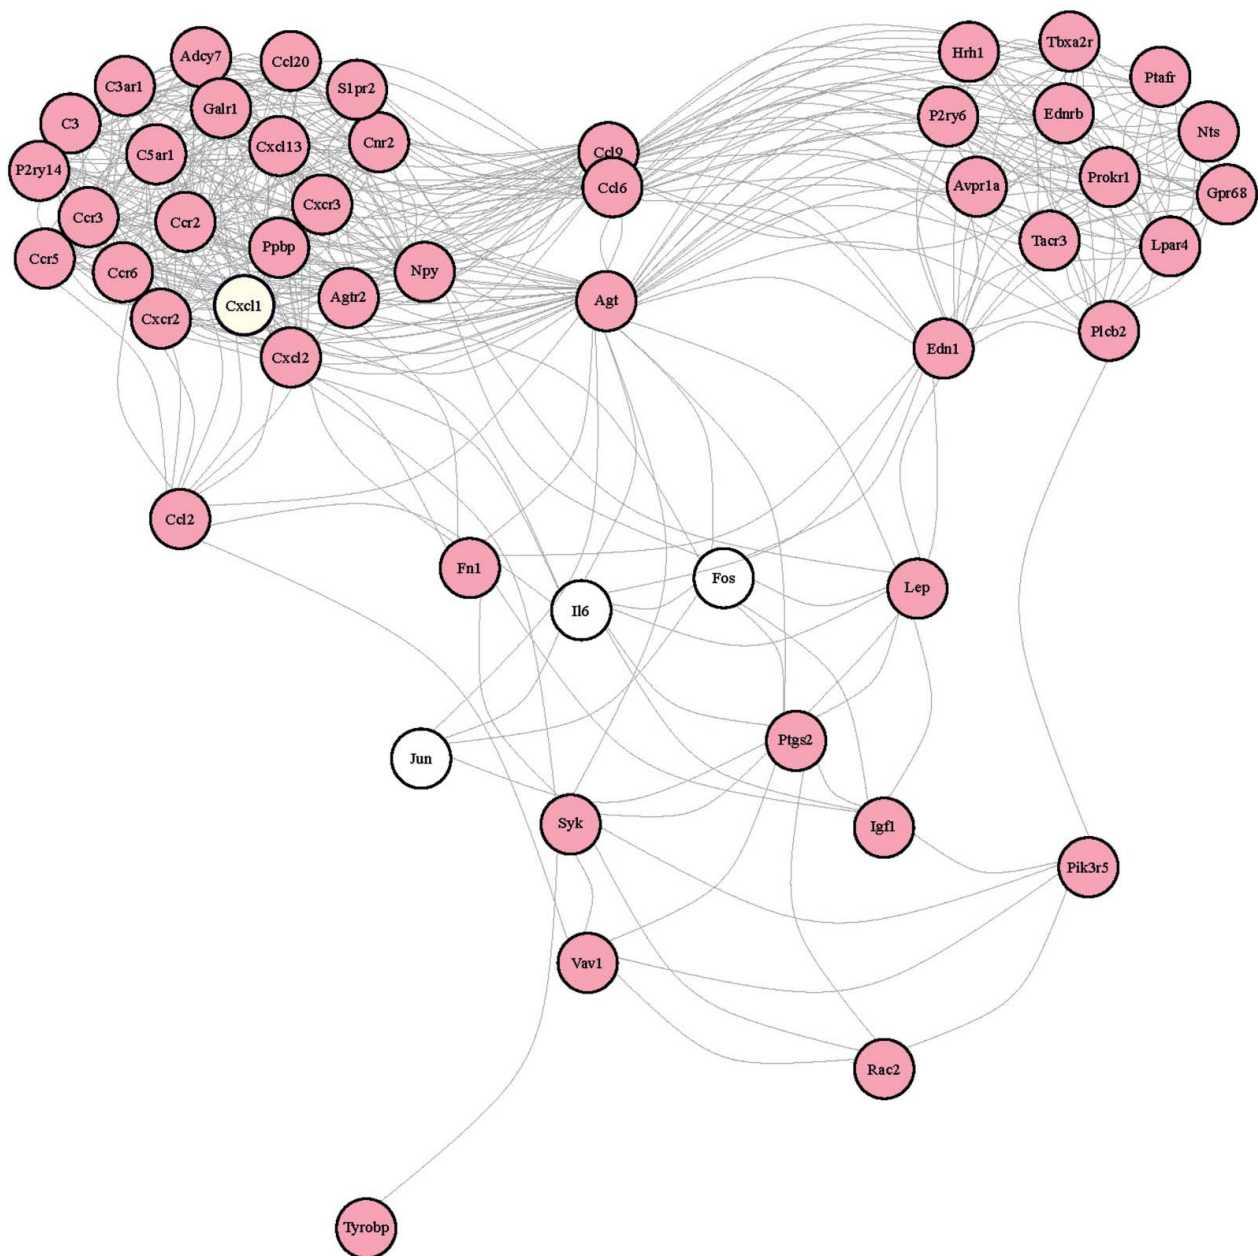 Adcy7
Ccl20
C3ar1
Galr1
S1pr2
C3
C5ar1
Cxcl13
Cnr2
P2ry14
Ccr3
Ccr2
Cxcr3
Ppbp
Ccr5
Ccr6
Cxcl1
Agtr2
Npy
Cxcr2
Cxcl2
Ccl9
Ccl6
Agt
Hrh1
Tbxa2r
Ptafr
P2ry6
Ednrb
Nts
Avpr1a
Prokr1
Gpr68
Tacr3
Lpar4
Edn1
Plcb2
Ccl2
Fn1
Il6
Fos
Lep
Jun
Ptgs2
Syk
Igf1
Pik3r5
Vav1
Rac2
Tyrobp